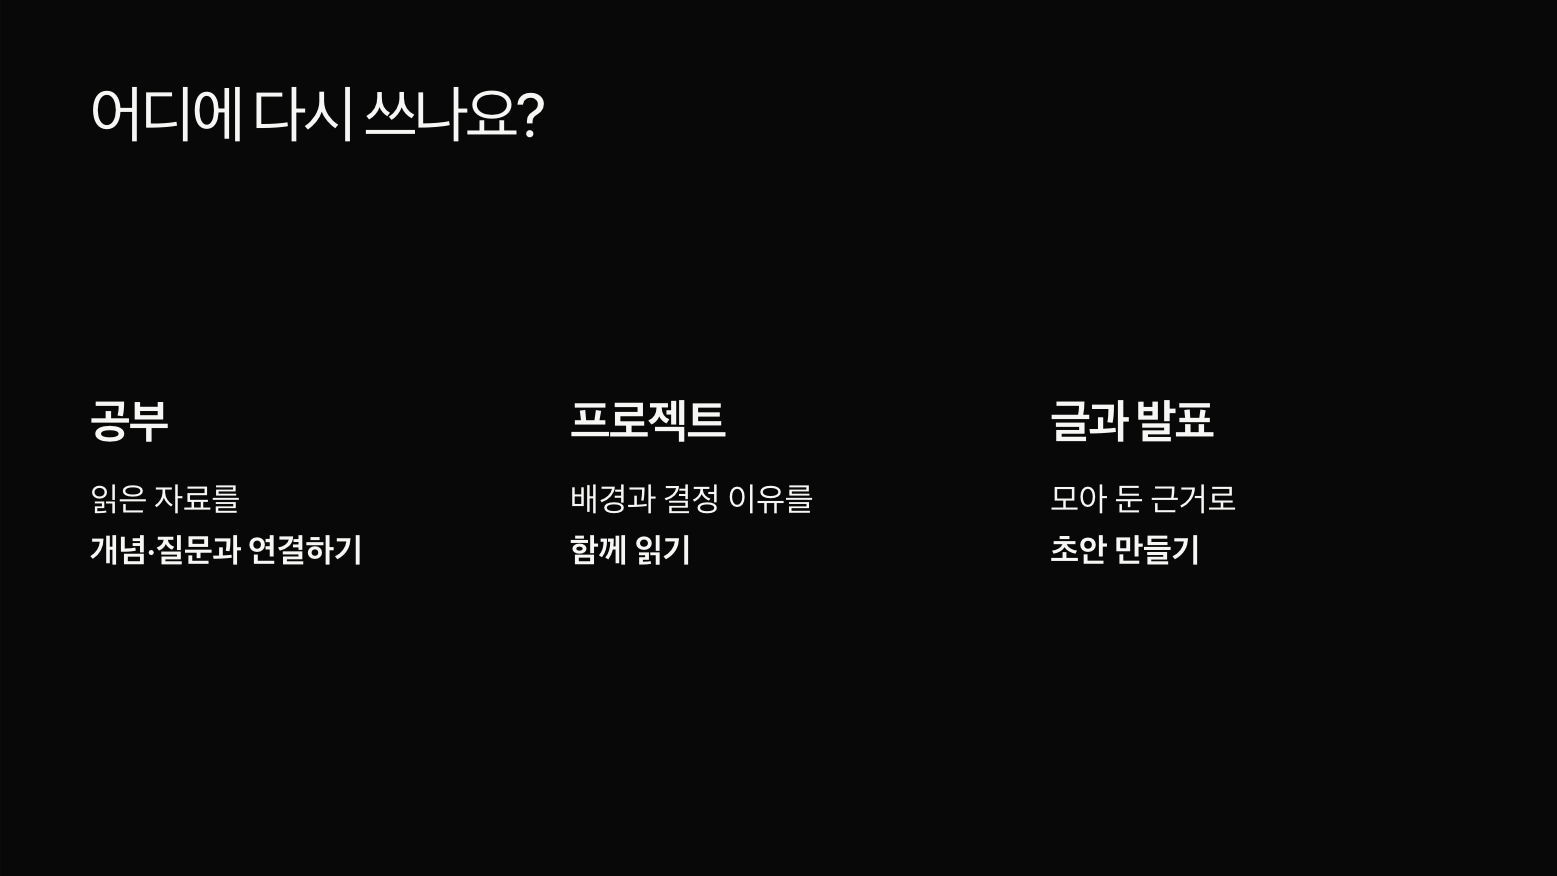 어디에 다시 쓰나요?
공부
읽은 자료를
개념·질문과 연결하기
프로젝트
배경과 결정 이유를
함께 읽기
글과 발표
모아 둔 근거로
초안 만들기